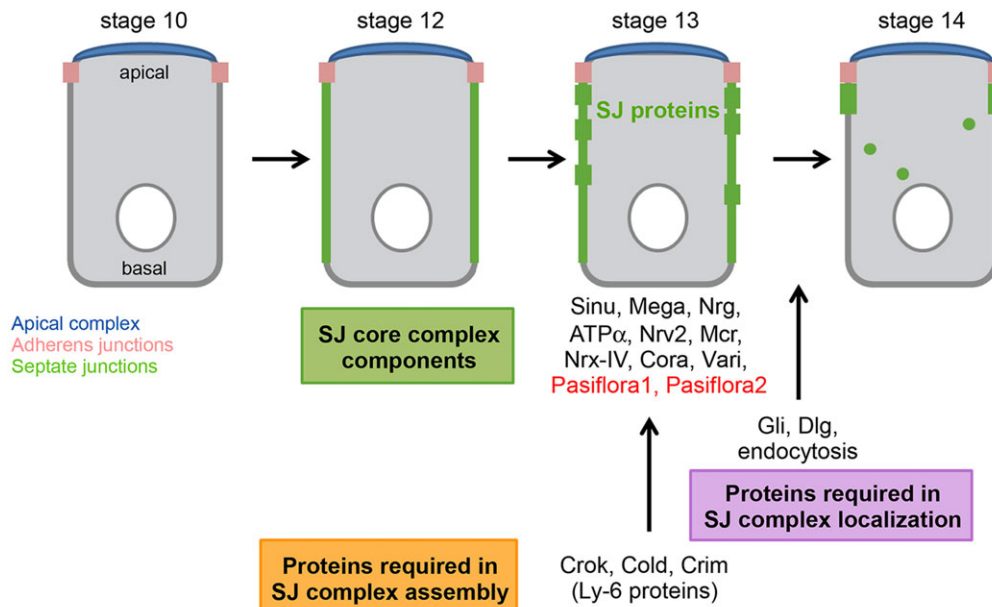 stage 10
stage 12
stage 13
stage 14
apical
SJ proteins
basal
Apical complex
Adherens junctions
Septate junctions
SJ core complex
components
Sinu, Mega, Nrg,
ATPα, Nrv2, Mcr,
Nrx-IV, Cora, Vari,
Pasiflora1, Pasiflora2
Gli, Dlg,
endocytosis
Proteins required in
SJ complex localization
Proteins required in
SJ complex assembly
Crok, Cold, Crim
(Ly-6 proteins)